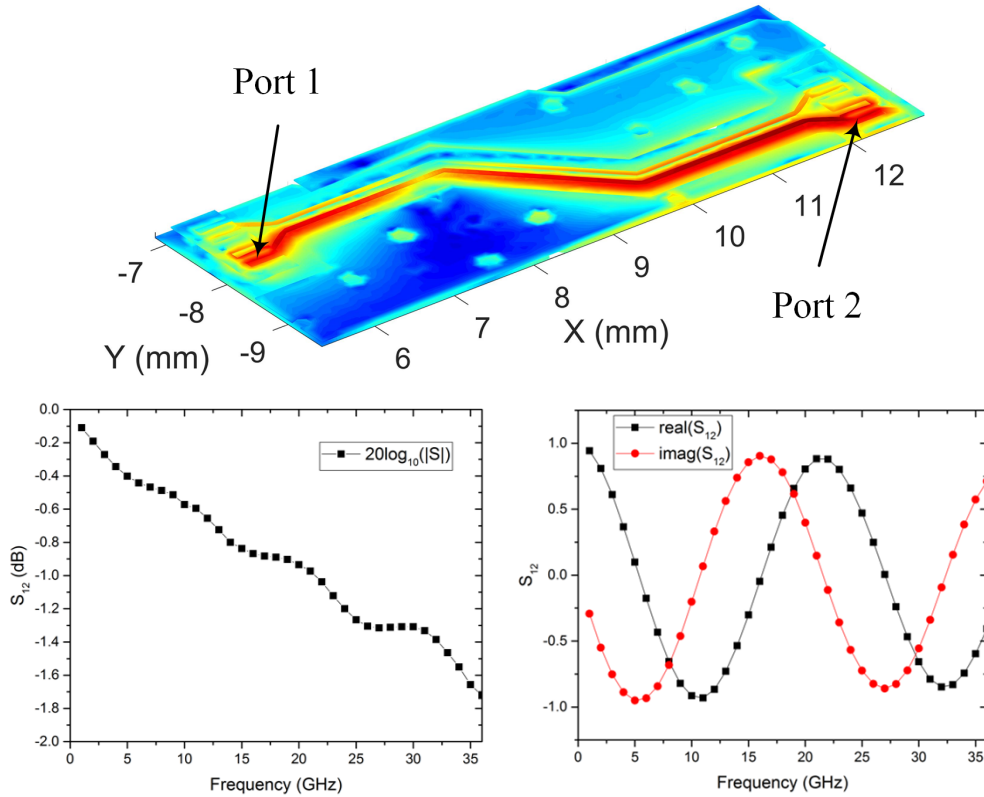 Port 1
Port 2
-7
-8
-9
Y (mm)
6
7
8
9
10
11
12
X (mm)
0.0
-0.2
-0.4
-0.6
-0.8
-1.0
-1.2
-1.4
-1.6
-1.8
-2.0
S12 (dB)
20log10(|S|)
0 5 10 15 20 25 30 35
Frequency (GHz)
1.0
0.5
0.0
-0.5
-1.0
S12
real(S12)
imag(S12)
0 5 10 15 20 25 30 35
Frequency (GHz)